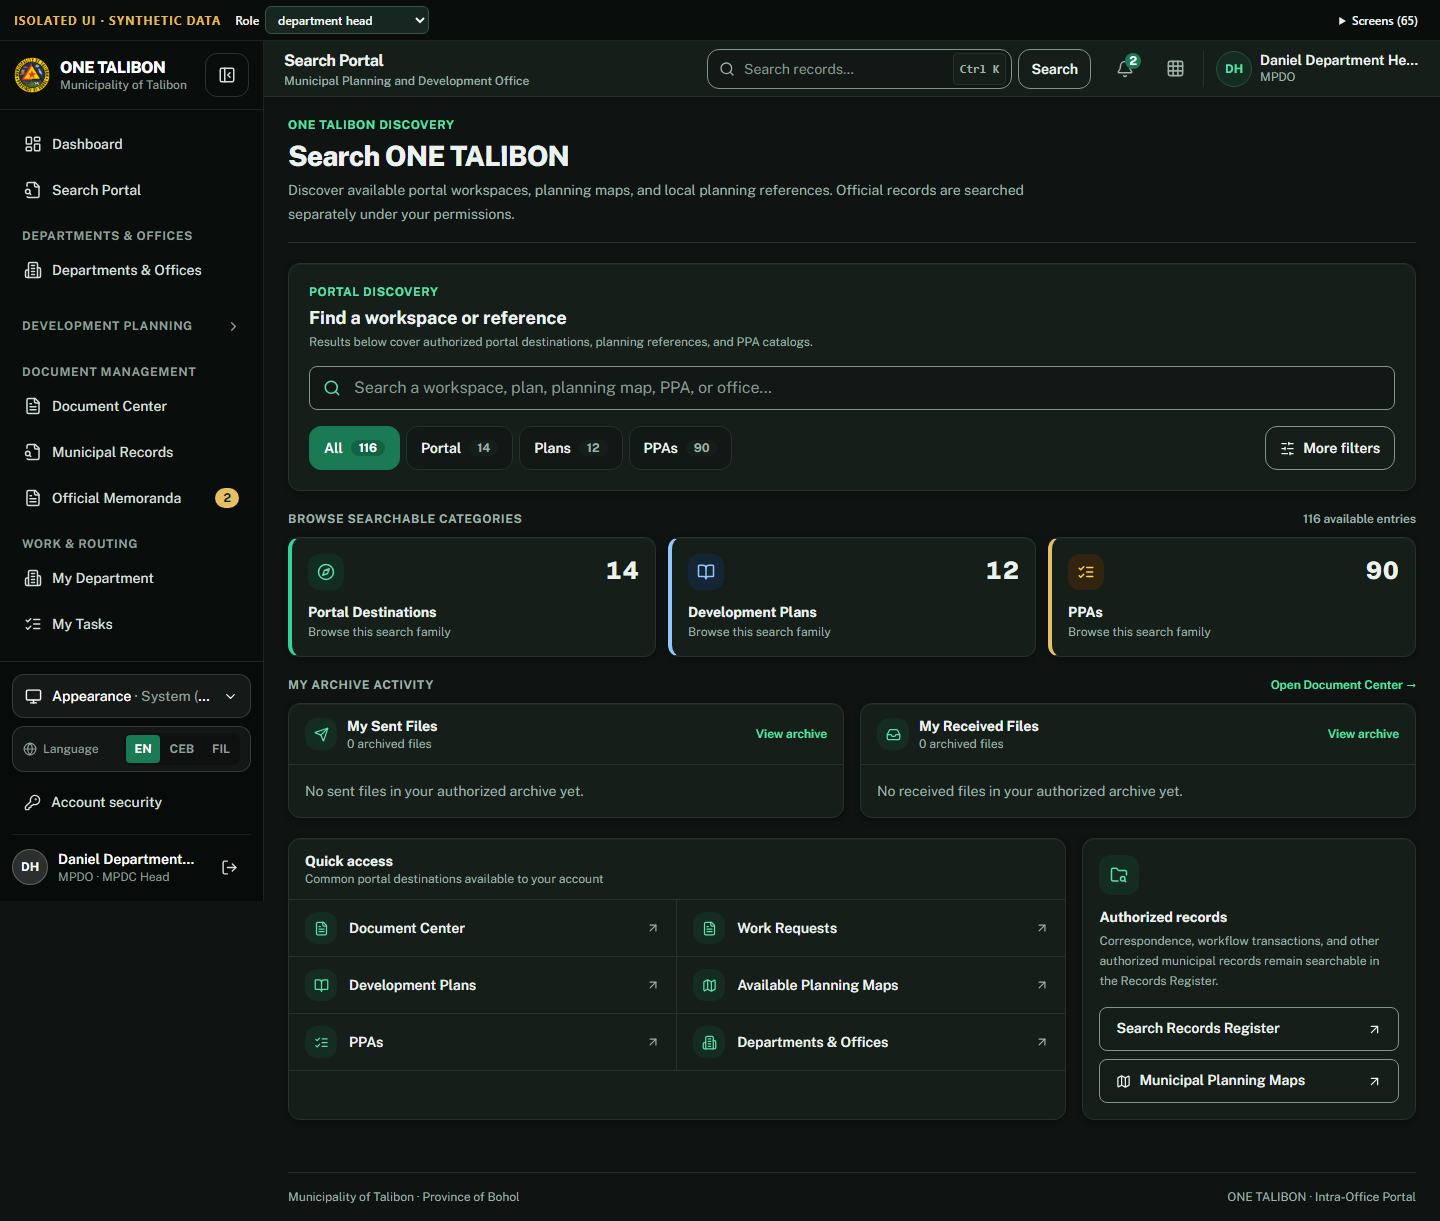 ISOLATED UI · SYNTHETIC DATA Role department head ▶ Screens (65)
ONE TALIBON
Municipality of Talibon
Search Portal
Municipal Planning and Development Office
Search records... Ctrl K Search 2 DH
Daniel Department He...
MPDO
Dashboard
Search Portal
DEPARTMENTS & OFFICES
Departments & Offices
DEVELOPMENT PLANNING
DOCUMENT MANAGEMENT
Document Center
Municipal Records
Official Memoranda 2
WORK & ROUTING
My Department
My Tasks
Appearance · System (...
Language EN CEB FIL
Account security
DH
Daniel Department...
MPDO · MPDC Head
ONE TALIBON DISCOVERY
Search ONE TALIBON
Discover available portal workspaces, planning maps, and local planning references. Official records are searched
separately under your permissions.
PORTAL DISCOVERY
Find a workspace or reference
Results below cover authorized portal destinations, planning references, and PPA catalogs.
Search a workspace, plan, planning map, PPA, or office...
All 116 Portal 14 Plans 12 PPAs 90 More filters
BROWSE SEARCHABLE CATEGORIES 116 available entries
14
Portal Destinations
Browse this search family
12
Development Plans
Browse this search family
90
PPAs
Browse this search family
MY ARCHIVE ACTIVITY Open Document Center →
My Sent Files
0 archived files
View archive
No sent files in your authorized archive yet.
My Received Files
0 archived files
View archive
No received files in your authorized archive yet.
Quick access
Common portal destinations available to your account
Document Center
Work Requests
Development Plans
Available Planning Maps
PPAs
Departments & Offices
Authorized records
Correspondence, workflow transactions, and other
authorized municipal records remain searchable in
the Records Register.
Search Records Register
Municipal Planning Maps
Municipality of Talibon · Province of Bohol
ONE TALIBON · Intra-Office Portal